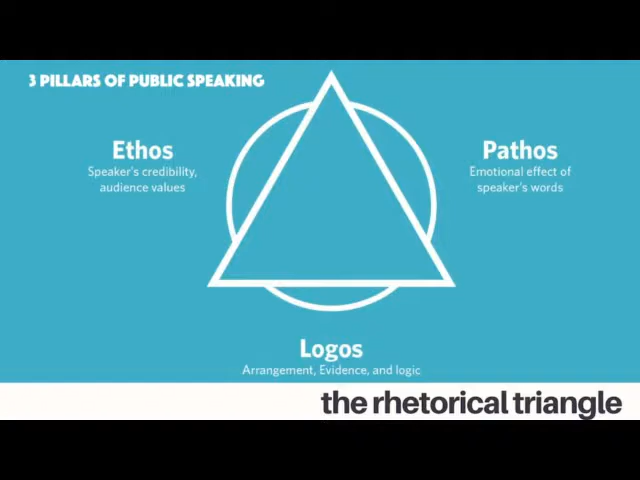 3 PILLARS OF PUBLIC SPEAKING
Ethos
Speaker's credibility,
audience values
Pathos
Emotional effect of
speaker's words
Logos
Arrangement, Evidence, and logic
the rhetorical triangle